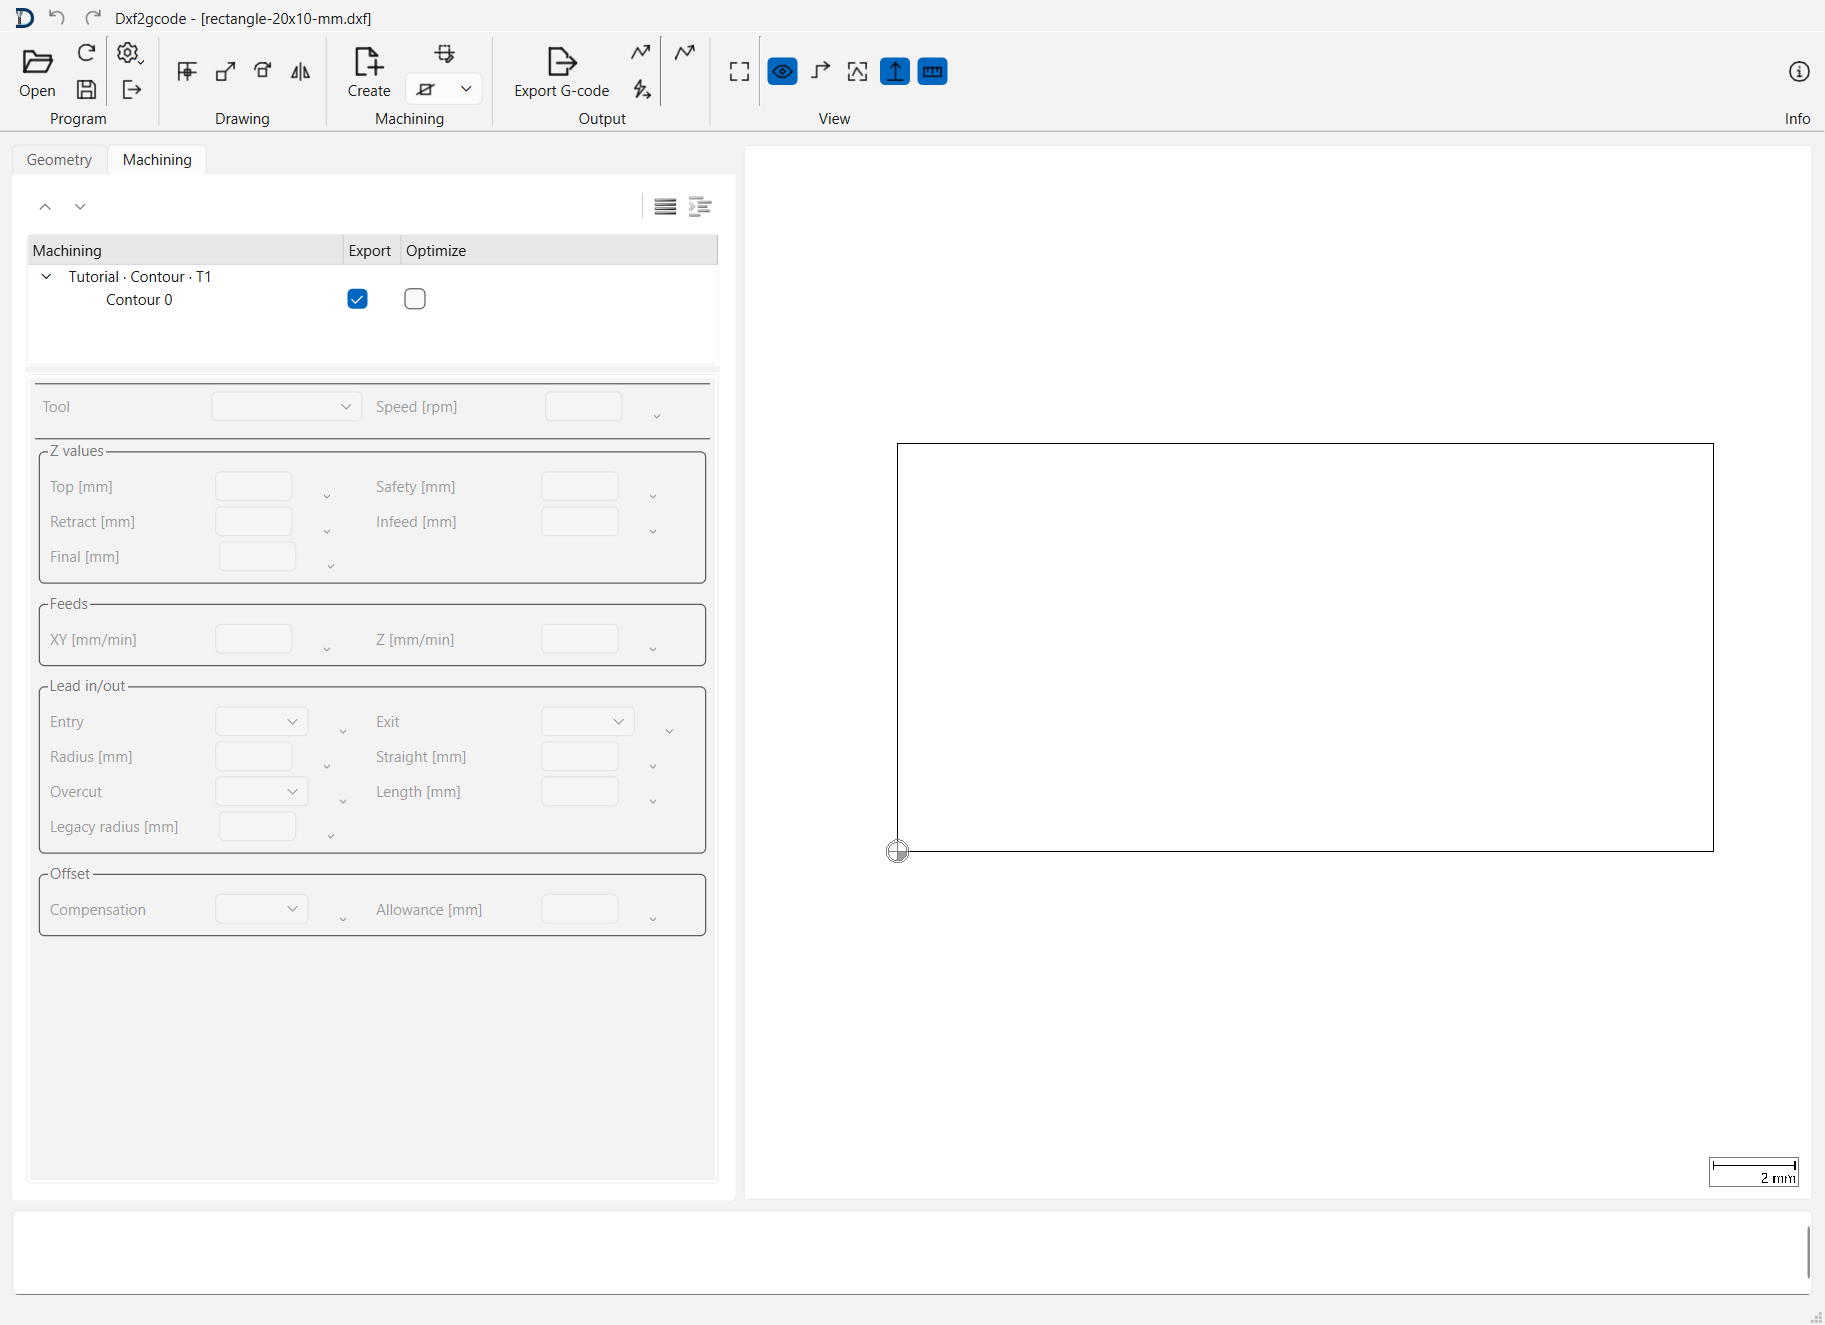 Dxf2gcode - [rectangle-20x10-mm.dxf]
Open
Create
Export G-code
Program
Drawing
Machining
Output
View
Info
Geometry
Machining
Machining Export Optimize
Tutorial · Contour · T1
Contour 0
Tool
Speed [rpm]
Z values
Top [mm]
Safety [mm]
Retract [mm]
Infeed [mm]
Final [mm]
Feeds
XY [mm/min]
Z [mm/min]
Lead in/out
Entry
Exit
Radius [mm]
Straight [mm]
Overcut
Length [mm]
Legacy radius [mm]
Offset
Compensation
Allowance [mm]
2 mm